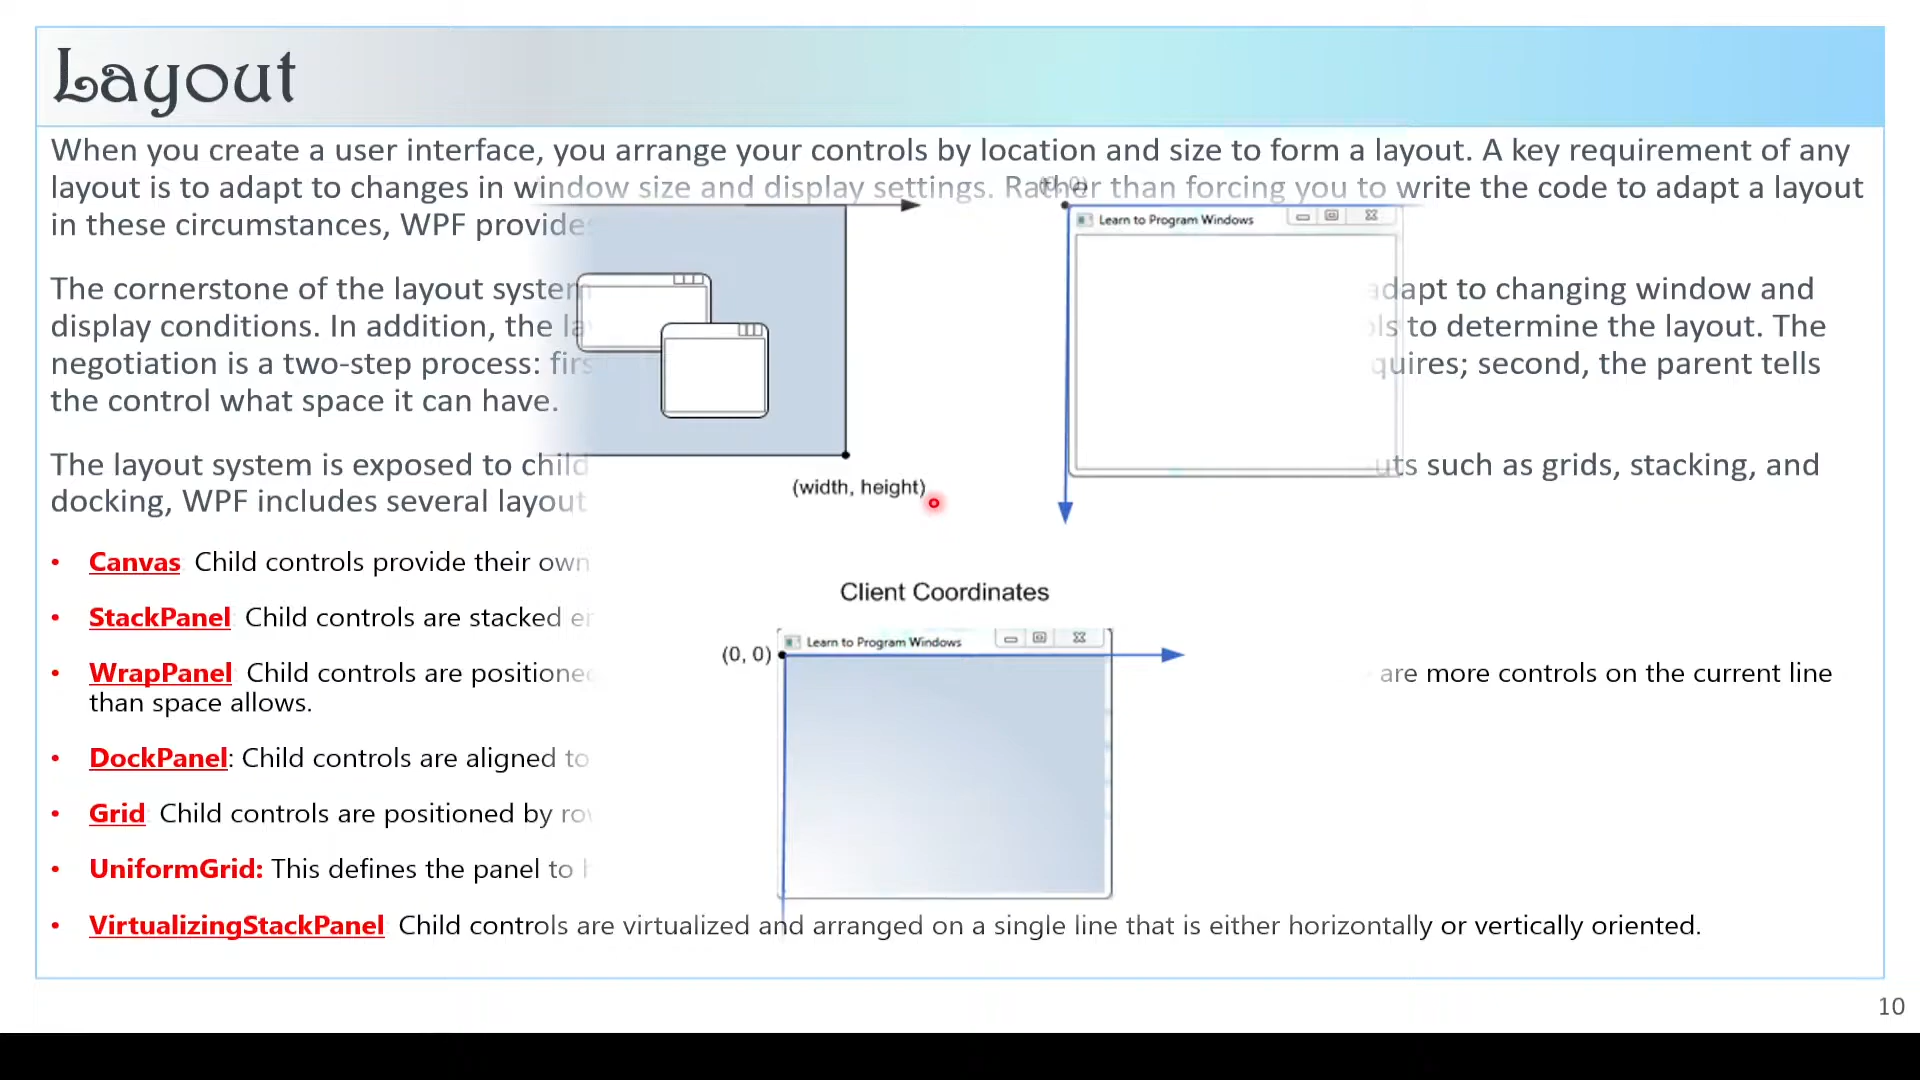 Layout
When you create a user interface, you arrange your controls by location and size to form a layout. A key requirement of any
layout is to adapt to changes in window size and display settings. Rather than forcing you to write the code to adapt a layout
in these circumstances, WPF provides
(0, 0)
Learn to Program Windows
The cornerstone of the layout system adapt to changing window and
display conditions. In addition, the to determine the layout. The
negotiation is a two-step process: second, the parent tells
the control what space it can have.
The layout system is exposed to child such as grids, stacking, and
docking, WPF includes several layout
(width, height)
• Canvas Child controls provide their own
Client Coordinates
• StackPanel Child controls are stacked
Learn to Program Windows
(0, 0)
• WrapPanel Child controls are positioned are more controls on the current line
than space allows.
• DockPanel: Child controls are aligned to
• Grid Child controls are positioned by
• UniformGrid: This defines the panel to
• VirtualizingStackPanel Child controls are virtualized and arranged on a single line that is either horizontally or vertically oriented.
10